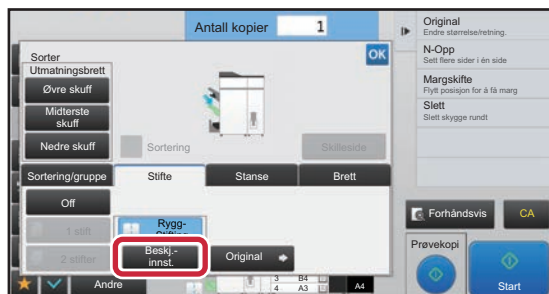 Antall kopier 1
Sorter
OK
Utmatningsbrett
Øvre skuff
Midterste
skuff
Nedre skuff
Sortering
Skilleside
Sortering/gruppe
Stifte
Stanse
Brett
Off
1 stift
2 stifter
Rygg-
Beskj.-
innst.
Original
Andre
3 B4
4 A3
A4
Original
Endre størrelse/retning.
N-Opp
Sett flere sider i én side
Margskifte
Flytt posisjon for å få marg
Slett
Slett skygge rundt
Forhåndsvis
CA
Prøvekopi
Start